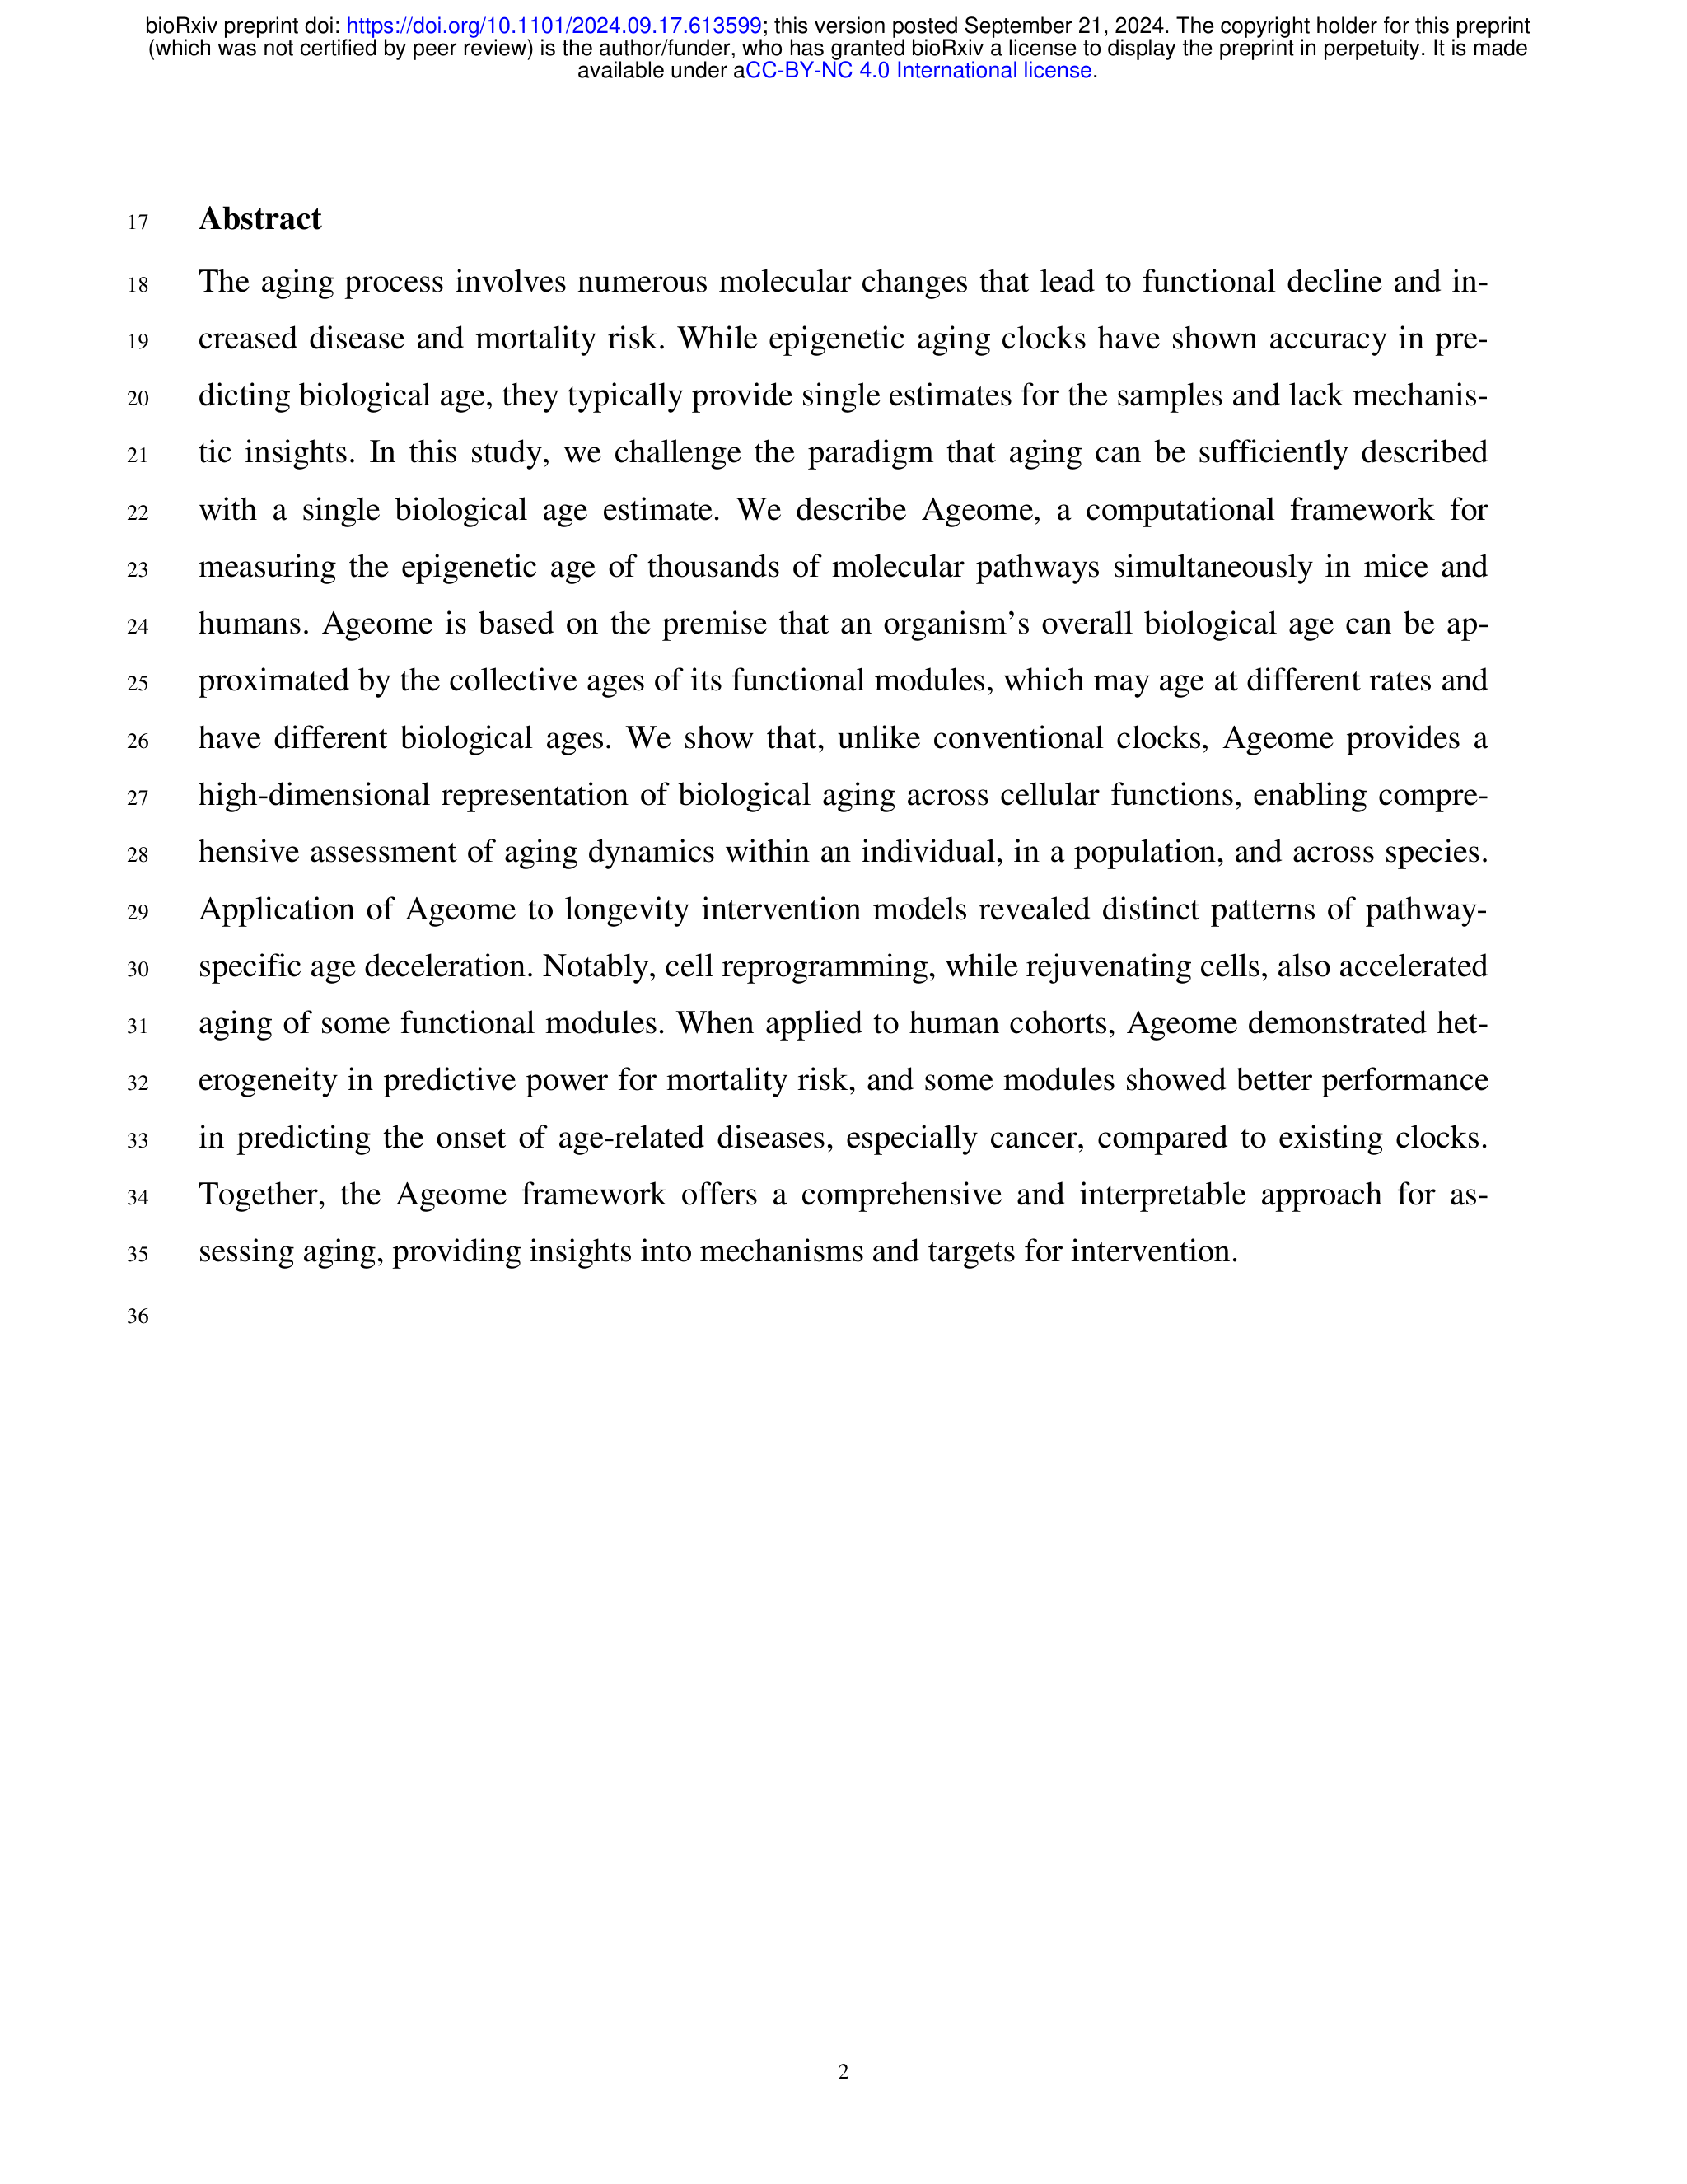 bioRxiv preprint doi: https://doi.org/10.1101/2024.09.17.613599; this version posted September 21, 2024. The copyright holder for this preprint
(which was not certified by peer review) is the author/funder, who has granted bioRxiv a license to display the preprint in perpetuity. It is made
available under aCC-BY-NC 4.0 International license.
17 Abstract
18 The aging process involves numerous molecular changes that lead to functional decline and in-
19 creased disease and mortality risk. While epigenetic aging clocks have shown accuracy in pre-
20 dicting biological age, they typically provide single estimates for the samples and lack mechanis-
21 tic insights. In this study, we challenge the paradigm that aging can be sufficiently described
22 with a single biological age estimate. We describe Ageome, a computational framework for
23 measuring the epigenetic age of thousands of molecular pathways simultaneously in mice and
24 humans. Ageome is based on the premise that an organism’s overall biological age can be ap-
25 proximated by the collective ages of its functional modules, which may age at different rates and
26 have different biological ages. We show that, unlike conventional clocks, Ageome provides a
27 high-dimensional representation of biological aging across cellular functions, enabling compre-
28 hensive assessment of aging dynamics within an individual, in a population, and across species.
29 Application of Ageome to longevity intervention models revealed distinct patterns of pathway-
30 specific age deceleration. Notably, cell reprogramming, while rejuvenating cells, also accelerated
31 aging of some functional modules. When applied to human cohorts, Ageome demonstrated het-
32 erogeneity in predictive power for mortality risk, and some modules showed better performance
33 in predicting the onset of age-related diseases, especially cancer, compared to existing clocks.
34 Together, the Ageome framework offers a comprehensive and interpretable approach for as-
35 sessing aging, providing insights into mechanisms and targets for intervention.
36
2